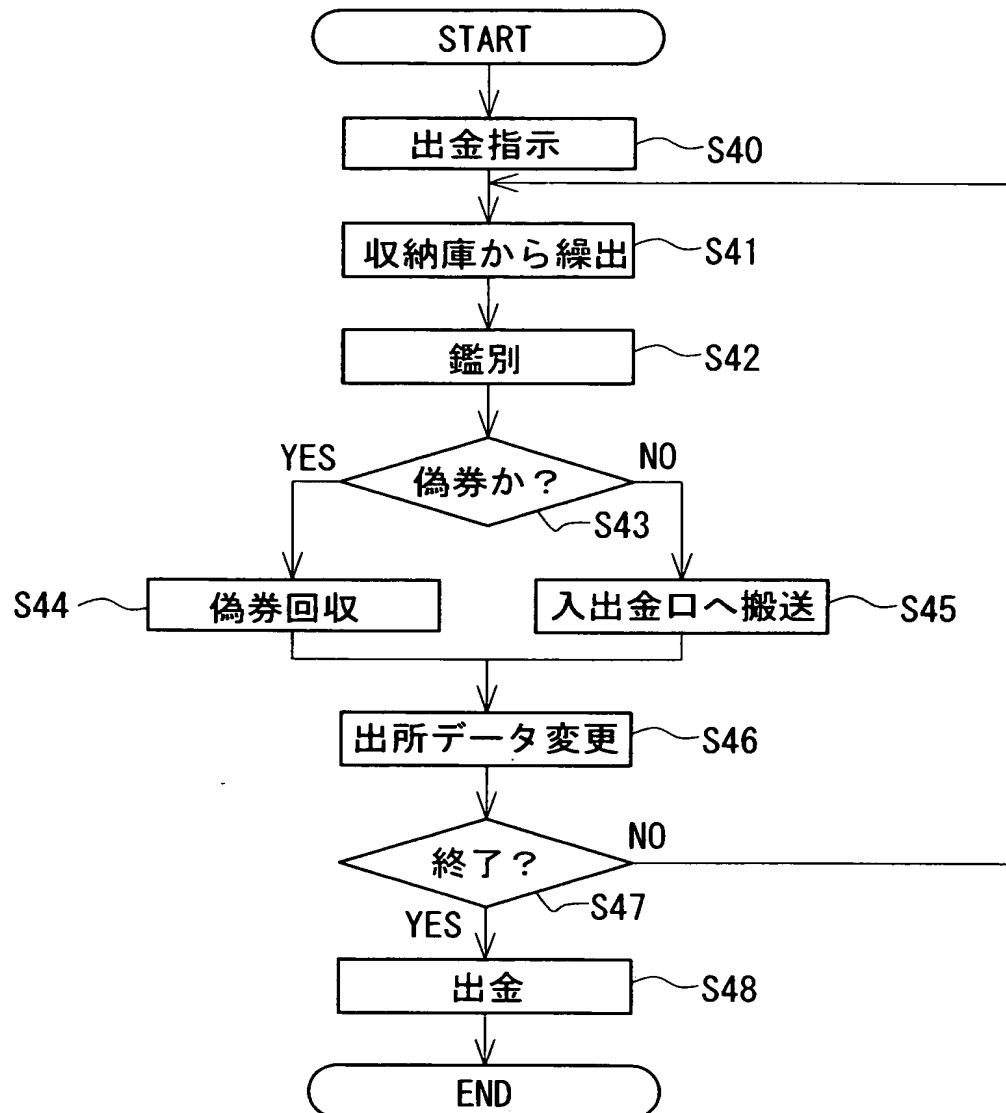 START
出金指示
S40
収納庫から繰出
S41
鑑別
S42
YES
偽券か?
NO
S43
S44
偽券回収
入出金口へ搬送
S45
出所データ変更
S46
終了?
NO
S47
YES
出金
S48
END